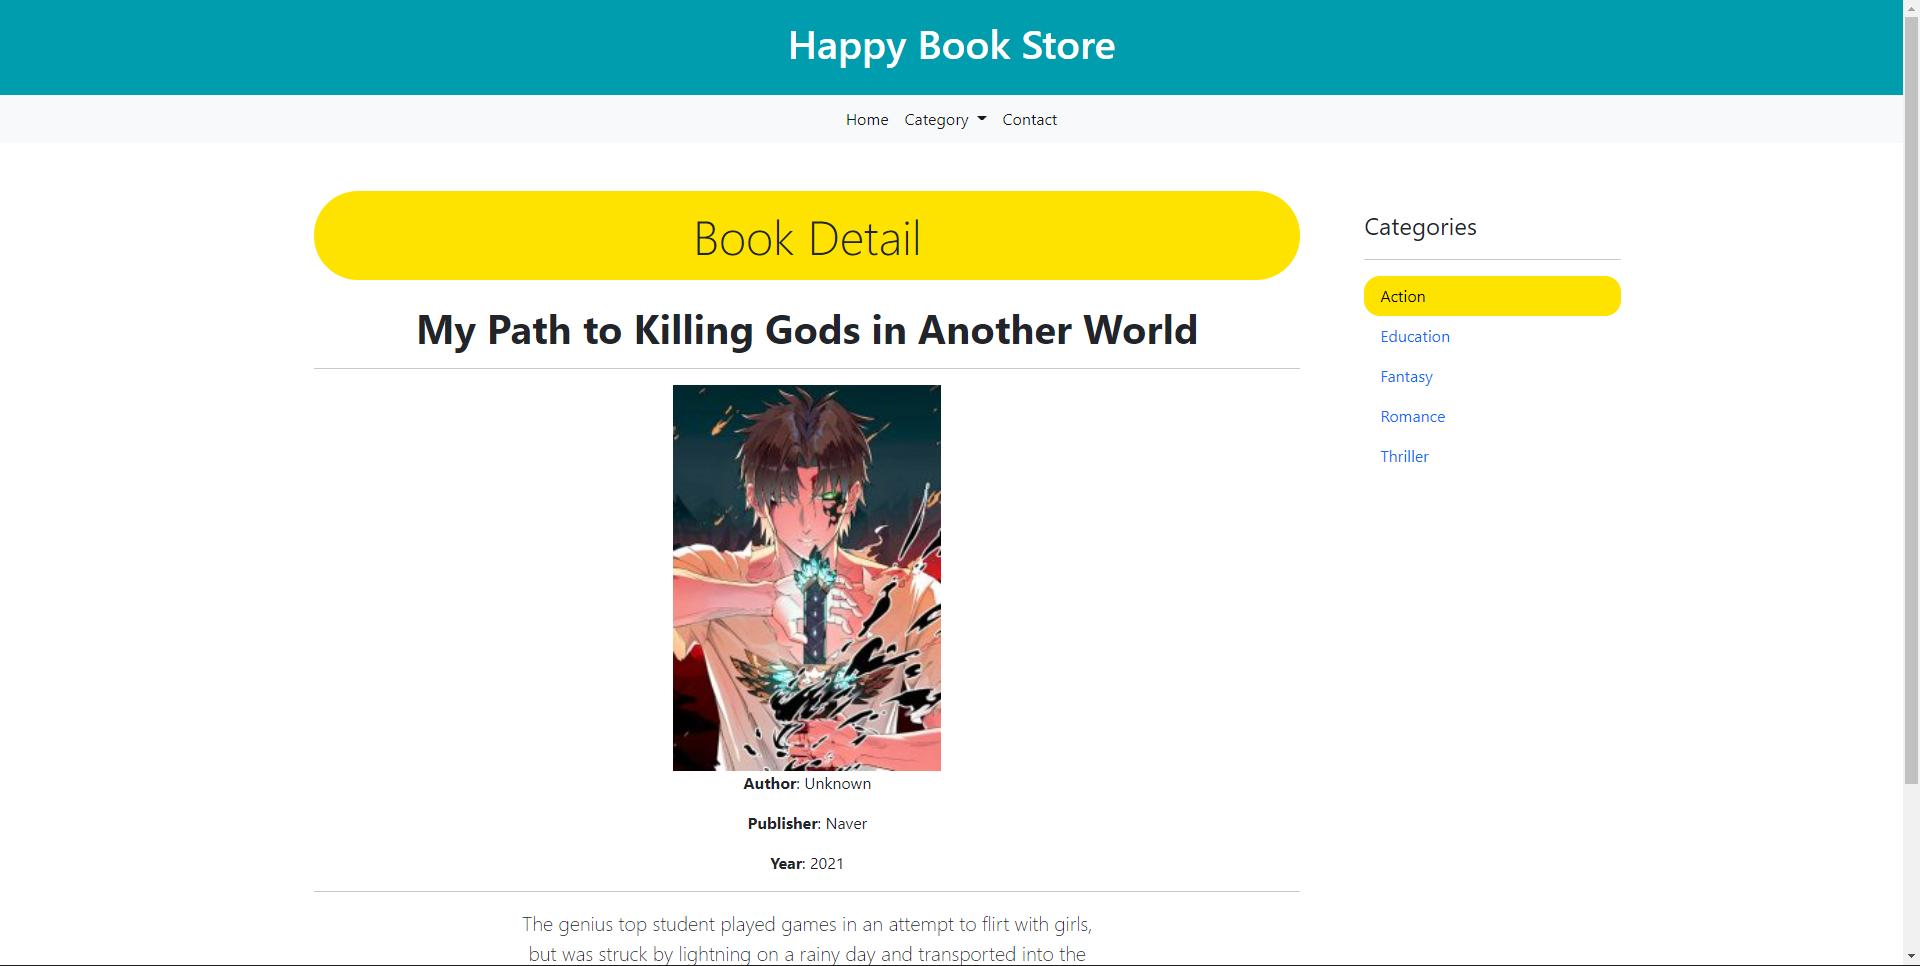 Happy Book Store
Home Category Contact
Book Detail
My Path to Killing Gods in Another World
Author: Unknown
Publisher: Naver
Year: 2021
The genius top student played games in an attempt to flirt with girls,
but was struck by lightning on a rainy day and transported into the
Categories
Action
Education
Fantasy
Romance
Thriller